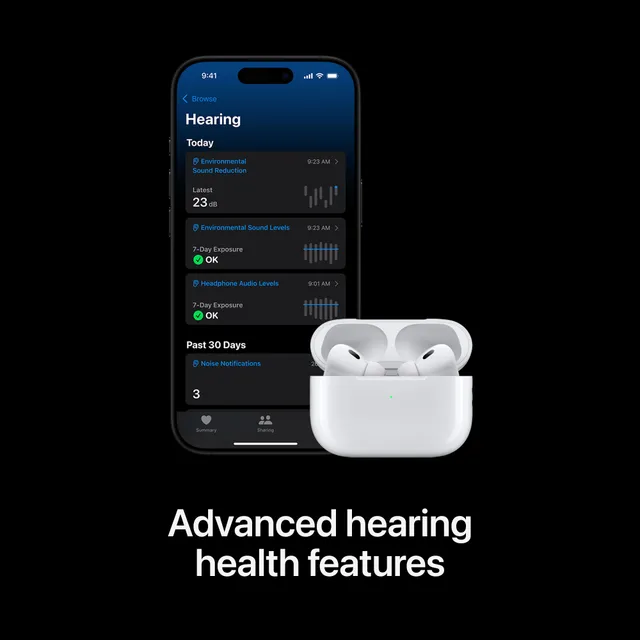 9:41
Browse
Hearing
Today
Environmental
Sound Reduction
9:23 AM
Latest
23 dB
Environmental Sound Levels
9:23 AM
7-Day Exposure
OK
Headphone Audio Levels
9:01 AM
7-Day Exposure
OK
Past 30 Days
Noise Notifications
3
Summary
Sharing
Advanced hearing
health features